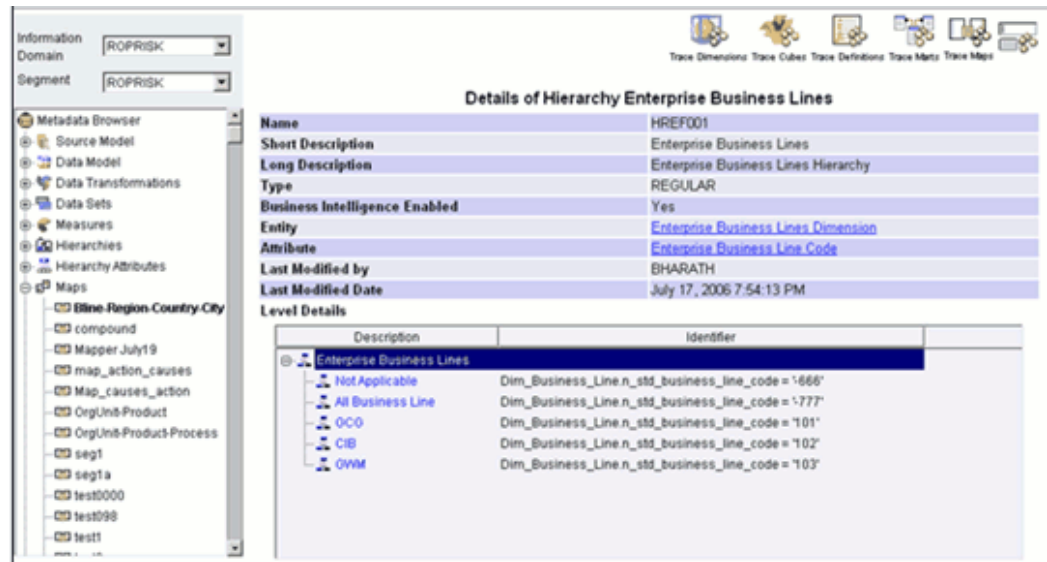 Information Domain
ROPRISK
Segment
ROPRISK
Trace Dimensions Trace Cubes Trace Definitions Trace Marts Trace Maps
Metadata Browser
Source Model
Data Model
Data Transformations
Data Sets
Measures
Hierarchies
Hierarchy Attributes
Maps
Bline-Region-Country-City
compound
Mapper July19
map_action_causes
Map_causes_action
OrgUnit-Product
OrgUnit-Product-Process
seg1
seg1a
test0000
test098
test1
Details of Hierarchy Enterprise Business Lines
Name HREF001
Short Description Enterprise Business Lines
Long Description Enterprise Business Lines Hierarchy
Type REGULAR
Business Intelligence Enabled Yes
Entity Enterprise Business Lines Dimension
Attribute Enterprise Business Line Code
Last Modified by BHARATH
Last Modified Date July 17, 2006 7:54:13 PM
Level Details
Description Identifier
Enterprise Business Lines
Not Applicable Dim_Business_Line.n_std_business_line_code = '-666'
All Business Line Dim_Business_Line.n_std_business_line_code = '-777'
OCG Dim_Business_Line.n_std_business_line_code = '101'
CIB Dim_Business_Line.n_std_business_line_code = '102'
OWM Dim_Business_Line.n_std_business_line_code = '103'